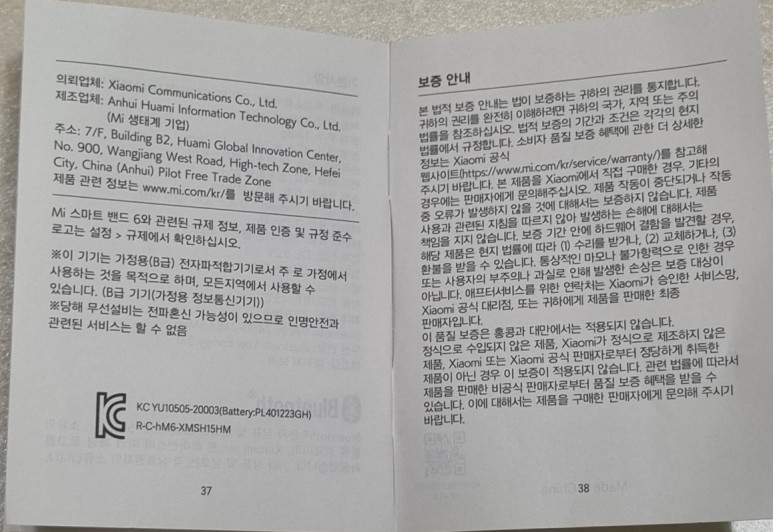 의뢰업체: Xiaomi Communications Co., Ltd.
제조업체: Anhui Huami Information Technology Co., Ltd.
(Mi 생태계 기업)
주소: 7/F, Building B2, Huami Global Innovation Center,
No. 900, Wangjiang West Road, High-tech Zone, Hefei
City, China (Anhui) Pilot Free Trade Zone
제품 관련 정보는 www.mi.com/kr/를 방문해 주시기 바랍니다.
Mi 스마트 밴드 6와 관련된 규제 정보, 제품 인증 및 규정 준수
로고는 설정 > 규제에서 확인하십시오.
※이 기기는 가정용(B급) 전자파적합기기로서 주 로 가정에서
사용하는 것을 목적으로 하며, 모든지역에서 사용할 수
있습니다. (B급 기기(가정용 정보통신기기))
※당해 무선설비는 전파혼신 가능성이 있으므로 인명안전과
관련된 서비스는 할 수 없음
KC YU10505-20003(Battery:PL401223GH)
R-C-hM6-XMSH15HM
37
보증 안내
본 법적 보증 안내는 법이 보증하는 귀하의 권리를 통지합니다.
귀하의 권리를 완전히 이해하려면 귀하의 국가, 지역 또는 주의
법률을 참조하십시오. 법적 보증의 기간과 조건은 각각의 현지
법률에서 규정합니다. 소비자 품질 보증 혜택에 관한 더 상세한
정보는 Xiaomi 공식
웹사이트(https://www.mi.com/kr/service/warranty/)를 참고해
주시기 바랍니다. 본 제품을 Xiaomi에서 직접 구매한 경우. 기타의
경우에는 판매자에게 문의해주십시오. 제품 작동이 중단되거나 작동
중 오류가 발생하지 않을 것에 대해서는 보증하지 않습니다. 제품
사용과 관련된 지침을 따르지 않아 발생하는 손해에 대해서는
책임을 지지 않습니다. 보증 기간 안에 하드웨어 결함을 발견할 경우,
해당 제품은 현지 법률에 따라 (1) 수리를 받거나, (2) 교체하거나, (3)
환불을 받을 수 있습니다. 통상적인 마모나 불가항력으로 인한 경우
또는 사용자의 부주의나 과실로 인해 발생한 손상은 보증 대상이
아닙니다. 애프터서비스를 위한 연락처는 Xiaomi가 승인한 서비스망,
Xiaomi 공식 대리점, 또는 귀하에게 제품을 판매한 최종
판매자입니다.
이 품질 보증은 홍콩과 대만에서는 적용되지 않습니다.
정식으로 수입되지 않은 제품, Xiaomi가 정식으로 제조하지 않은
제품, Xiaomi 또는 Xiaomi 공식 판매자로부터 정당하게 취득한
제품이 아닌 경우 이 보증이 적용되지 않습니다. 관련 법률에 따라서
제품을 판매한 비공식 판매자로부터 품질 보증 혜택을 받을 수
있습니다. 이에 대해서는 제품을 구매한 판매자에게 문의해 주시기
바랍니다.
38